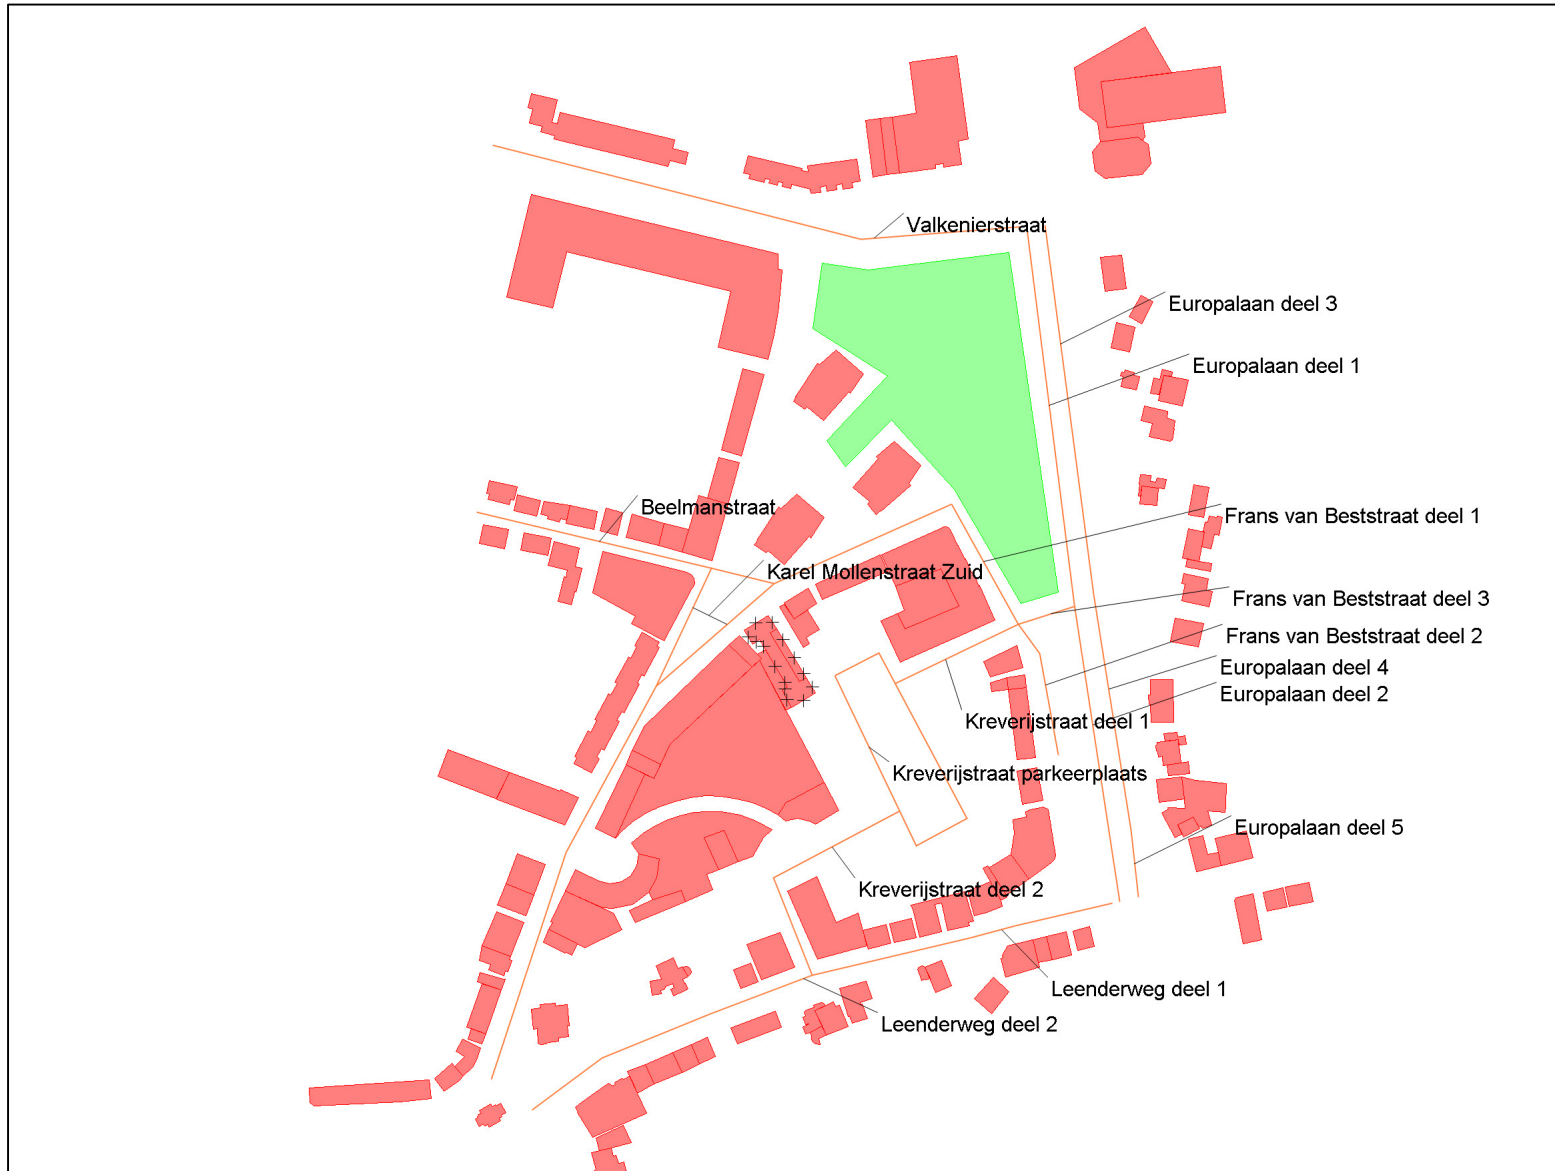 Valkenierstraat
Europalaan deel 3
Europalaan deel 1
Beelmanstraat
Frans van Beststraat deel 1
Karel Mollenstraat Zuid
Frans van Beststraat deel 3
Frans van Beststraat deel 2
Europalaan deel 4
Europalaan deel 2
Kreverijstraat deel 1
Kreverijstraat parkeerplaats
Europalaan deel 5
Kreverijstraat deel 2
Leenderweg deel 1
Leenderweg deel 2